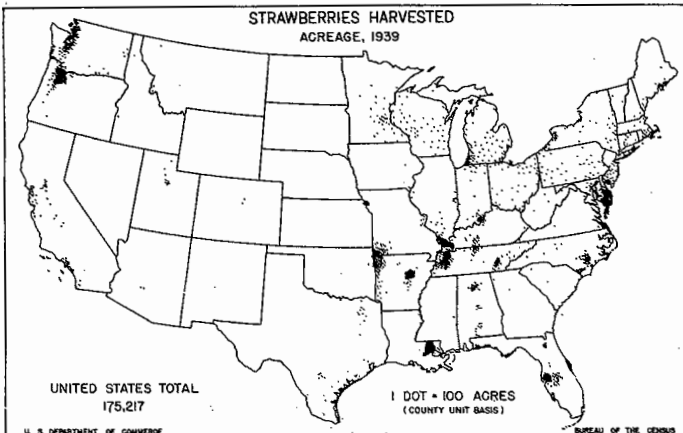 STRAWBERRIES HARVESTED
ACREAGE, 1939
UNITED STATES TOTAL
175,217
1 DOT = 100 ACRES
(COUNTY UNIT BASIS)
U. S. DEPARTMENT OF COMMERCE
BUREAU OF THE CENSUS